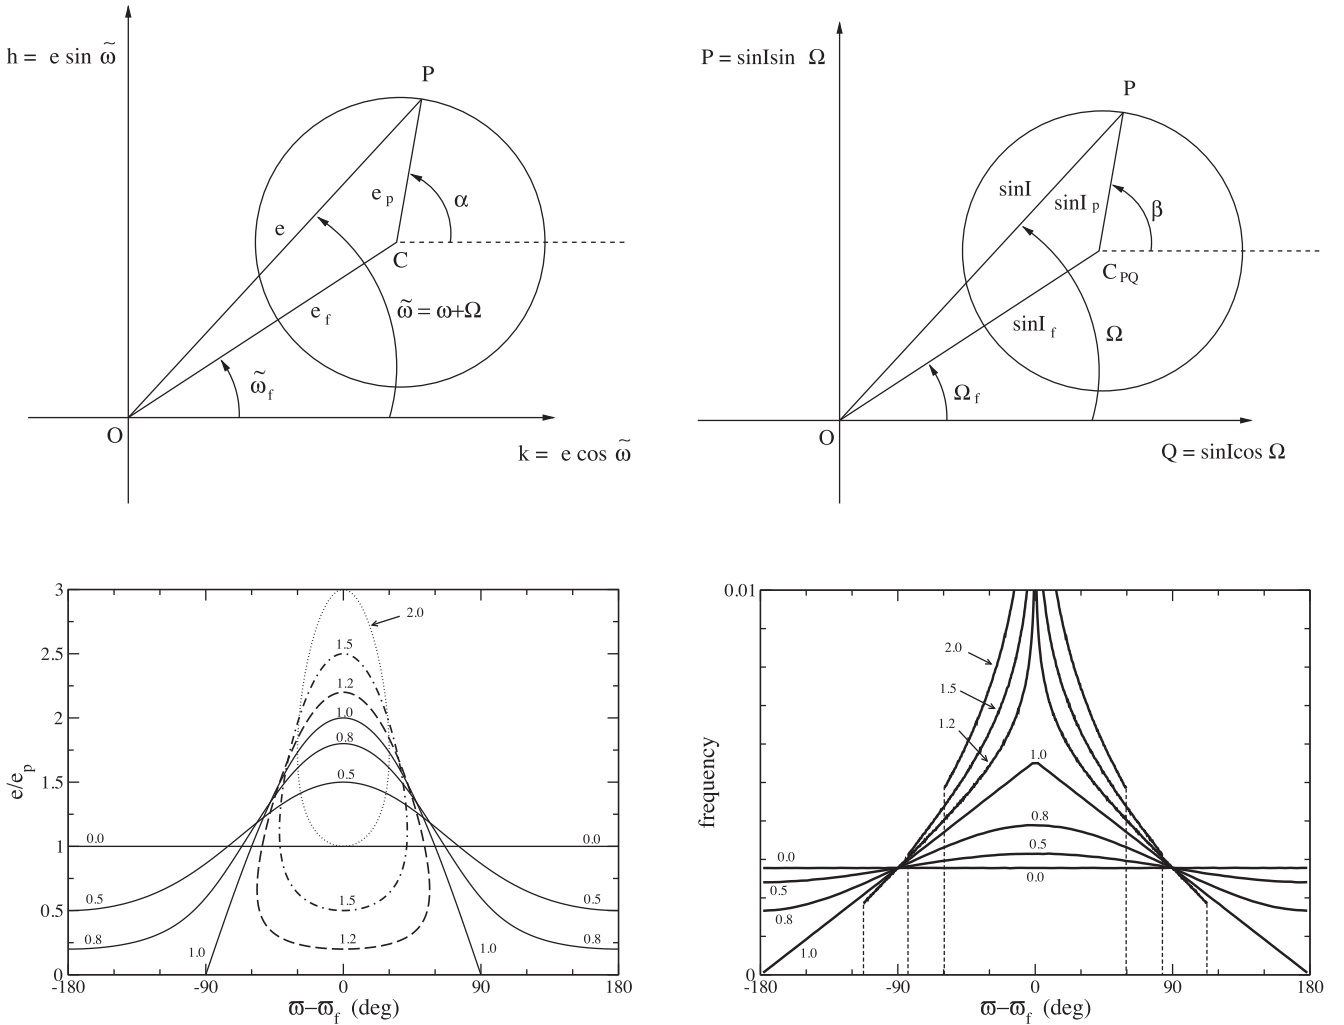 h = e sin ω̃
P
e p
α
e
C
e f
ω̃ = ω+Ω
ω̃ f
O
k = e cos ω̃
P = sinIsin Ω
P
sinI
sinI p
β
C PQ
sinI f
Ω
Ω f
O
Q = sinIcos Ω
3
2.5
2
1.5
1
0.5
0
e/e p
2.0
1.5
1.2
1.0
0.8
0.5
0.0
0.0
0.5
0.5
1.5
0.8
1.2
0.8
1.0
1.0
-180
-90
0
90
180
ϖ−ϖ f (deg)
0.01
0
frequency
2.0
1.5
1.2
1.0
0.8
0.5
0.0
0.0
0.5
0.8
1.0
-180
-90
0
90
180
ϖ−ϖ f (deg)